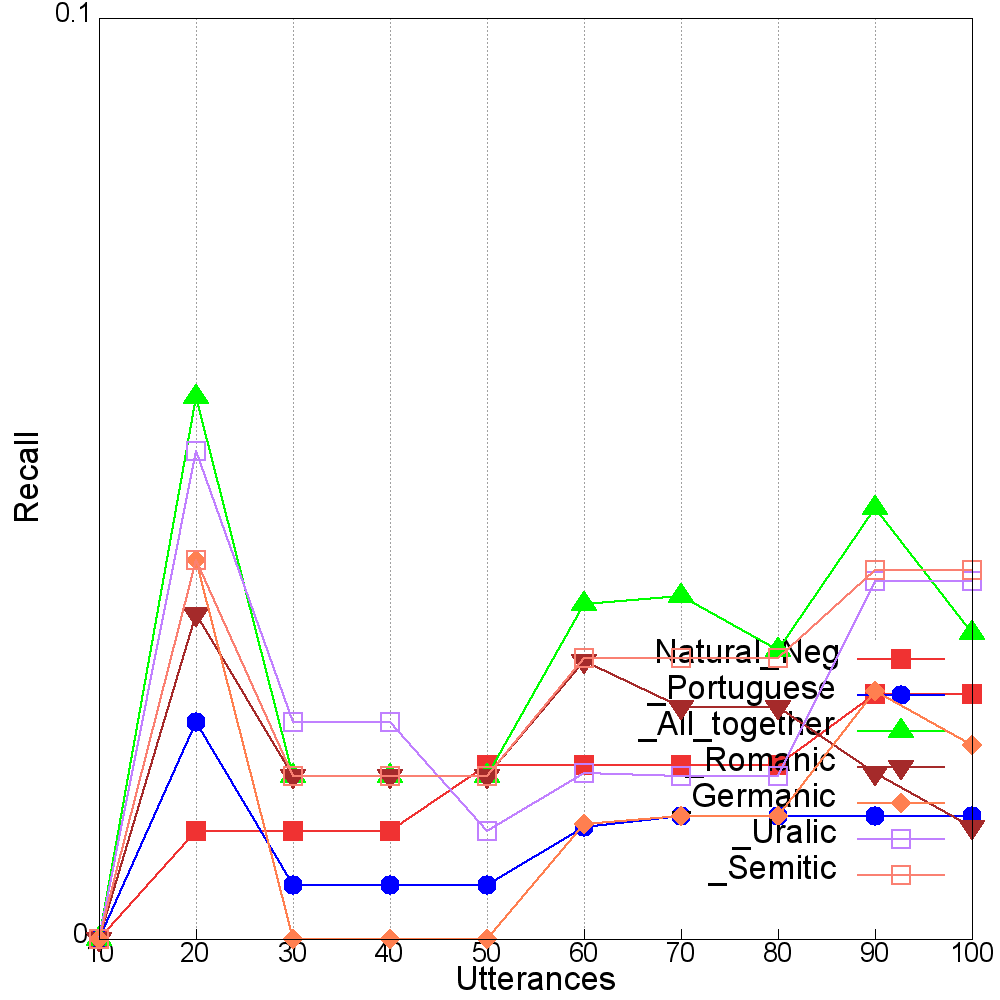 0.1
Recall
Natural_Neg
_Portuguese
_All_together
_Romanic
_Germanic
_Uralic
_Semitic
0
10 20 30 40 50 60 70 80 90 100
Utterances